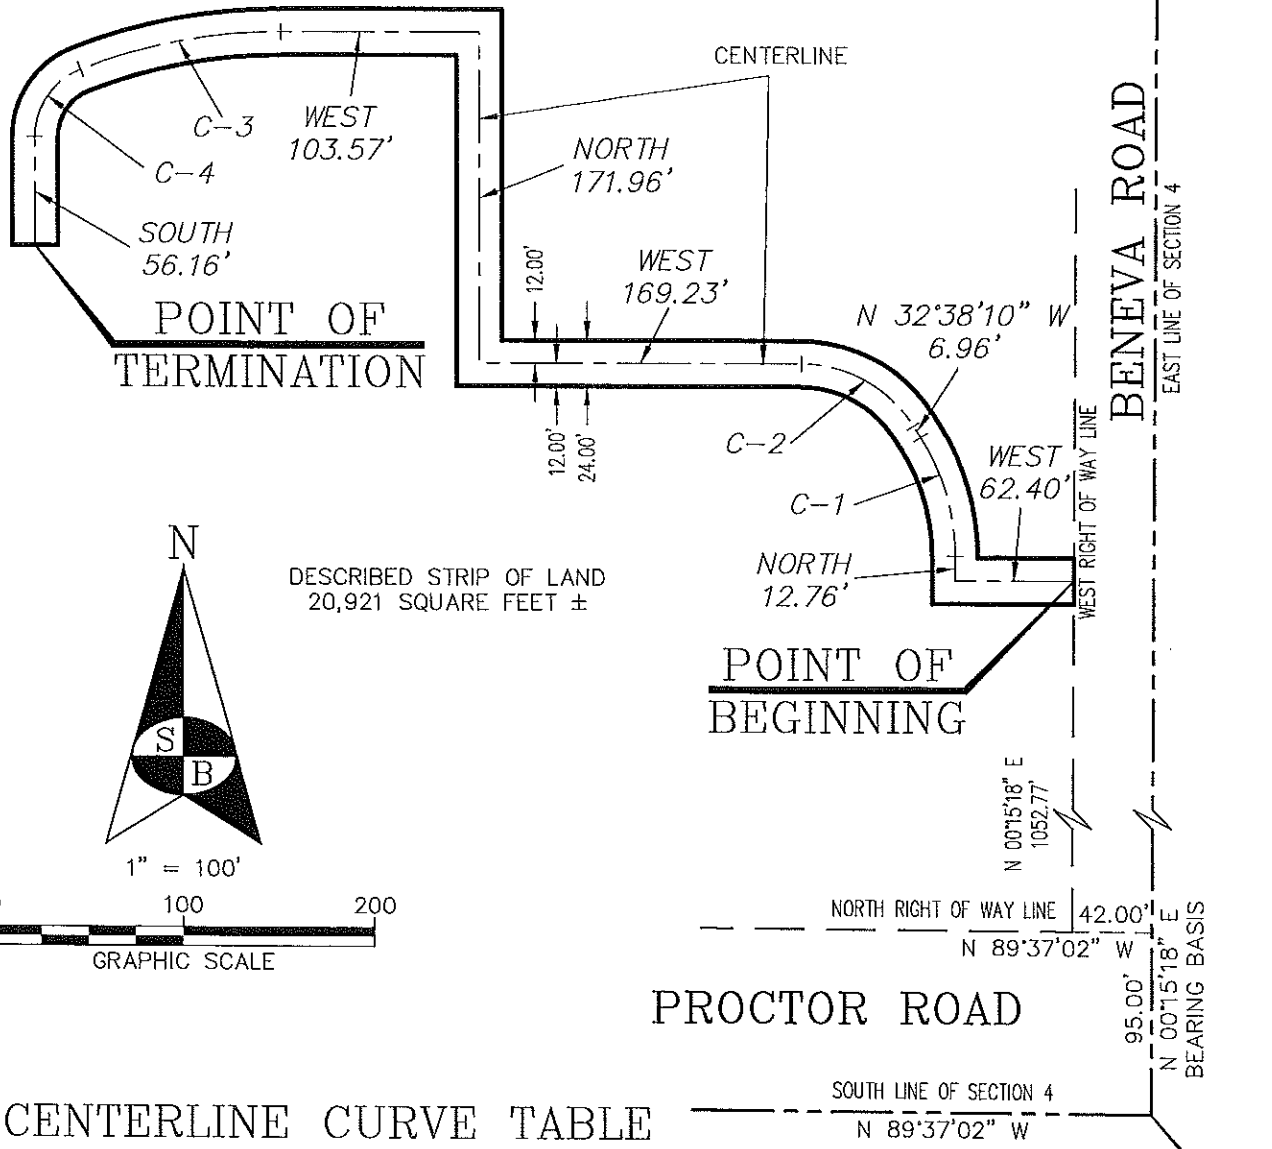 CENTERLINE
BENEVA ROAD
EAST LINE OF SECTION 4
C-3
WEST
103.57'
C-4
NORTH
171.96'
SOUTH
56.16'
12.00'
WEST
169.23'
N 32°38'10" W
6.96'
POINT OF
TERMINATION
12.00'
24.00'
C-2
WEST
62.40'
WEST RIGHT OF WAY LINE
C-1
NORTH
12.76'
N
DESCRIBED STRIP OF LAND
20,921 SQUARE FEET ±
POINT OF
BEGINNING
S
B
N 00°15'18" E
1052.77'
1" = 100'
100
200
GRAPHIC SCALE
NORTH RIGHT OF WAY LINE
42.00'
N 89°37'02" W
95.00'
N 00°15'18" E
BEARING BASIS
PROCTOR ROAD
SOUTH LINE OF SECTION 4
N 89°37'02" W
CENTERLINE CURVE TABLE